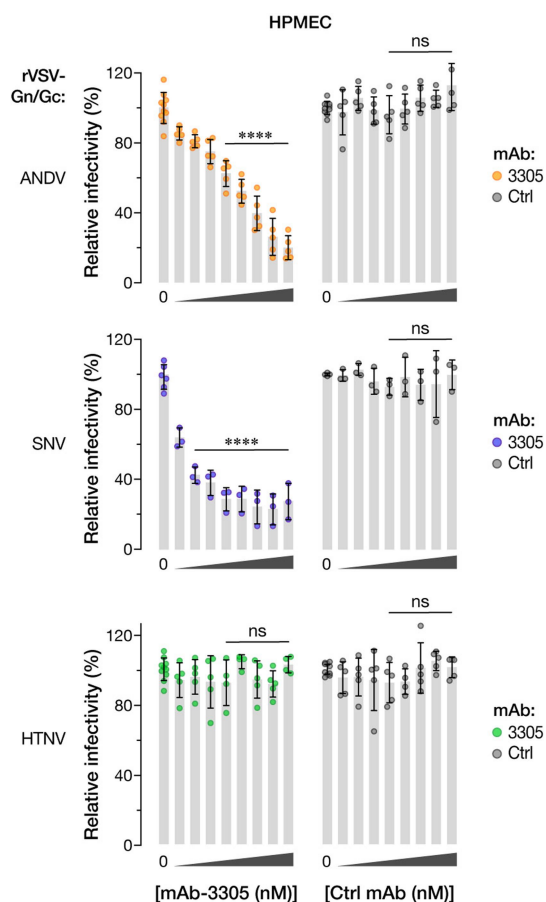 HPMEC
rVSV-
Gn/Gc:
ANDV
Relative infectivity (%)
120
80
40
0
****
0
ns
0
mAb:
3305
Ctrl
SNV
Relative infectivity (%)
120
80
40
0
****
0
ns
0
mAb:
3305
Ctrl
HTNV
Relative infectivity (%)
120
80
40
0
ns
0
ns
0
mAb:
3305
Ctrl
[mAb-3305 (nM)]
[Ctrl mAb (nM)]